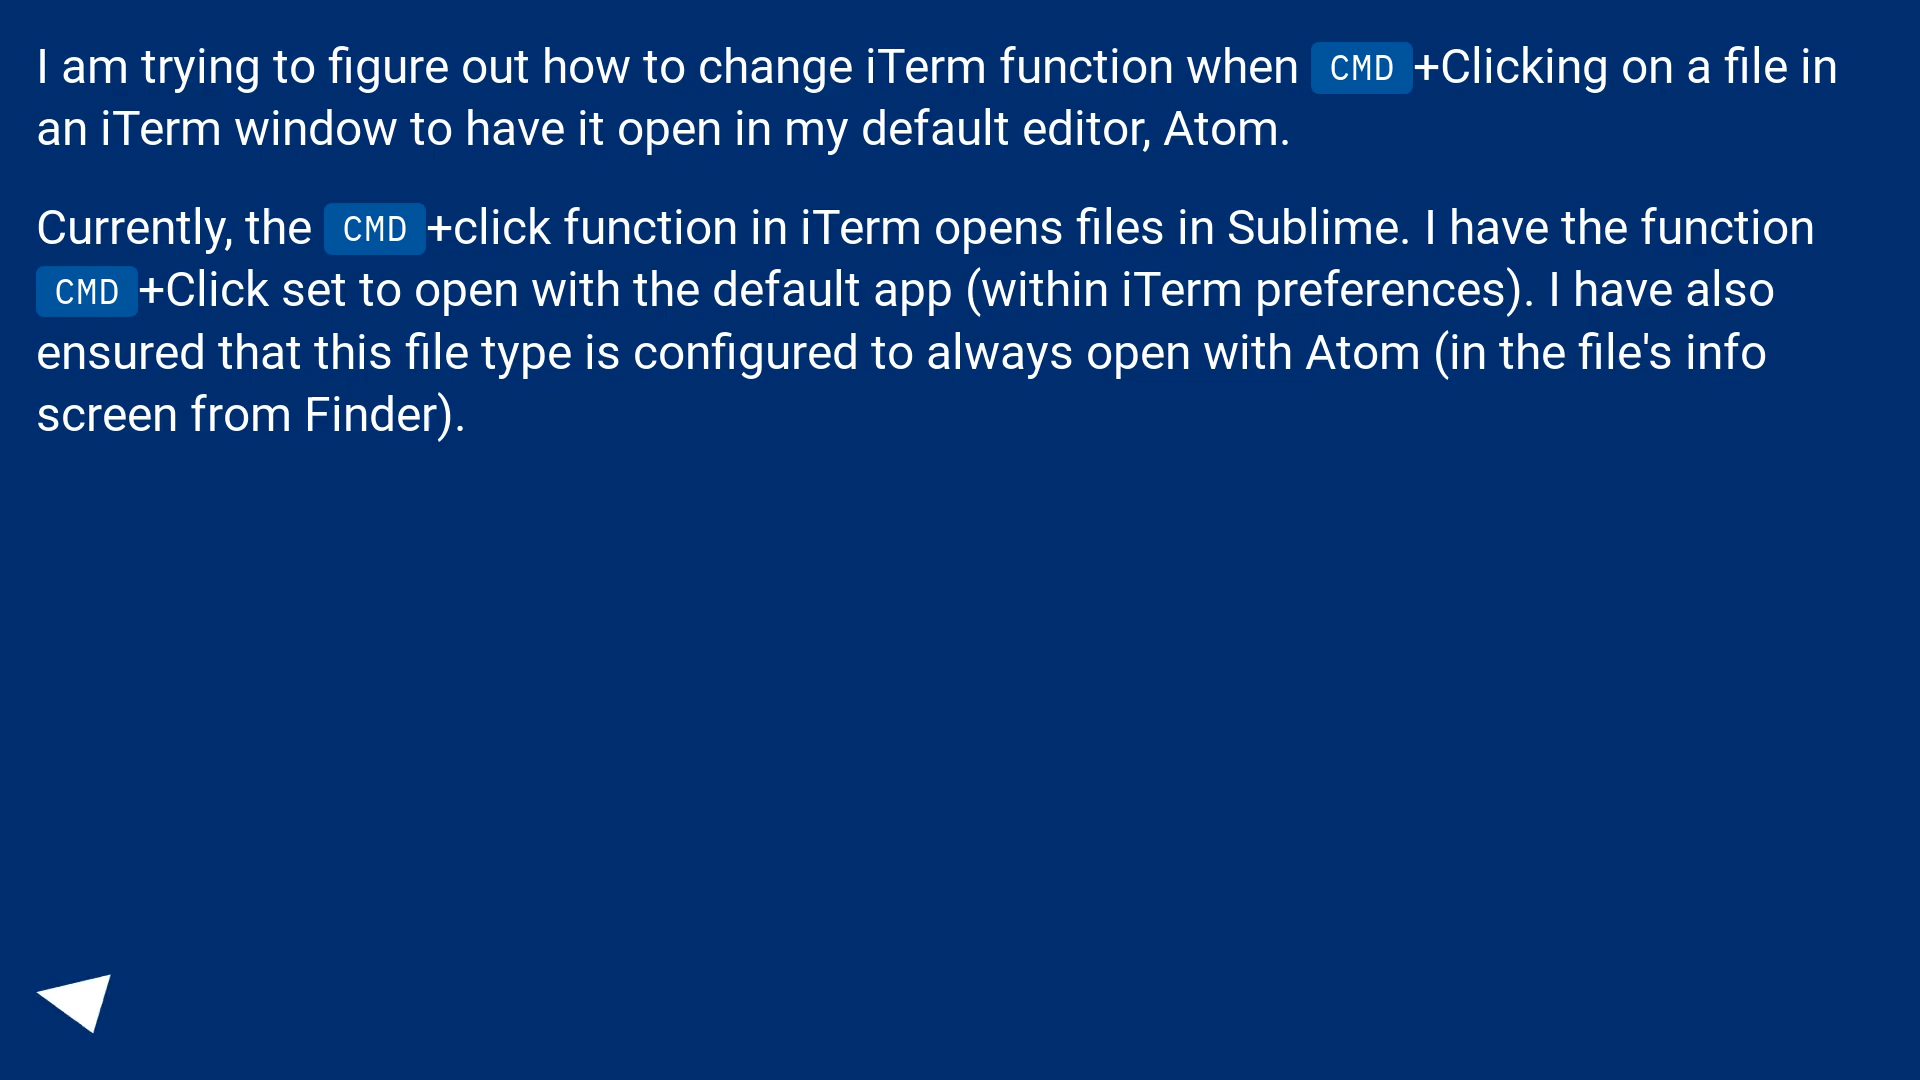 I am trying to figure out how to change iTerm function when CMD+Clicking on a file in
an iTerm window to have it open in my default editor, Atom.
Currently, the CMD+click function in iTerm opens files in Sublime. I have the function
CMD+Click set to open with the default app (within iTerm preferences). I have also
ensured that this file type is configured to always open with Atom (in the file's info
screen from Finder).